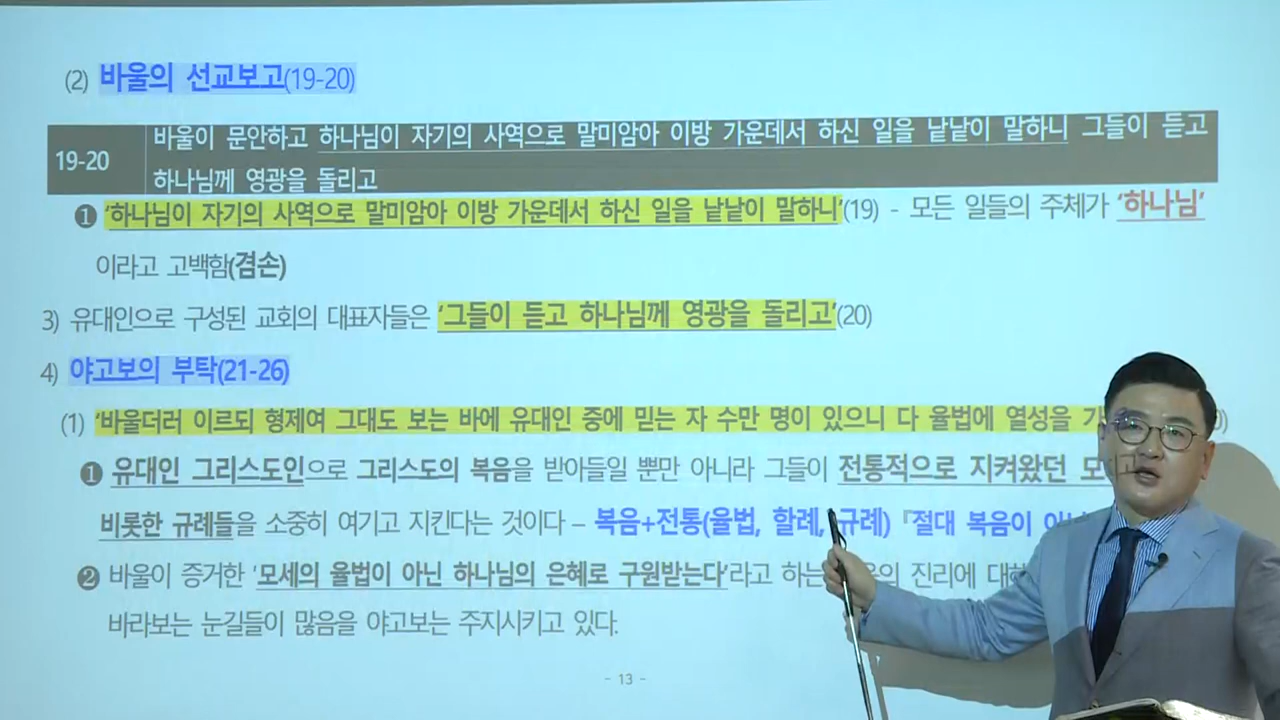 (2) 바울의 선교보고(19-20)
19-20 바울이 문안하고 하나님이 자기의 사역으로 말미암아 이방 가운데서 하신 일을 낱낱이 말하니 그들이 듣고
하나님께 영광을 돌리고
❶ '하나님이 자기의 사역으로 말미암아 이방 가운데서 하신 일을 낱낱이 말하니'(19) - 모든 일들의 주체가 '하나님'
이라고 고백함(겸손)
3) 유대인으로 구성된 교회의 대표자들은 '그들이 듣고 하나님께 영광을 돌리고'(20)
4) 야고보의 부탁(21-26)
(1) '바울더러 이르되 형제여 그대도 보는 바에 유대인 중에 믿는 자 수만 명이 있으니 다 율법에 열성을
❶ 유대인 그리스도인으로 그리스도의 복음을 받아들일 뿐만 아니라 그들이 전통적으로 지켜왔던
비롯한 규례들을 소중히 여기고 지킨다는 것이다 – 복음+전통(율법, 할례, 규례) 『절대 복음이
❷ 바울이 증거한 '모세의 율법이 아닌 하나님의 은혜로 구원받는다'라고 하는 진리에
바라보는 눈길들이 많음을 야고보는 주지시키고 있다.
- 13 -